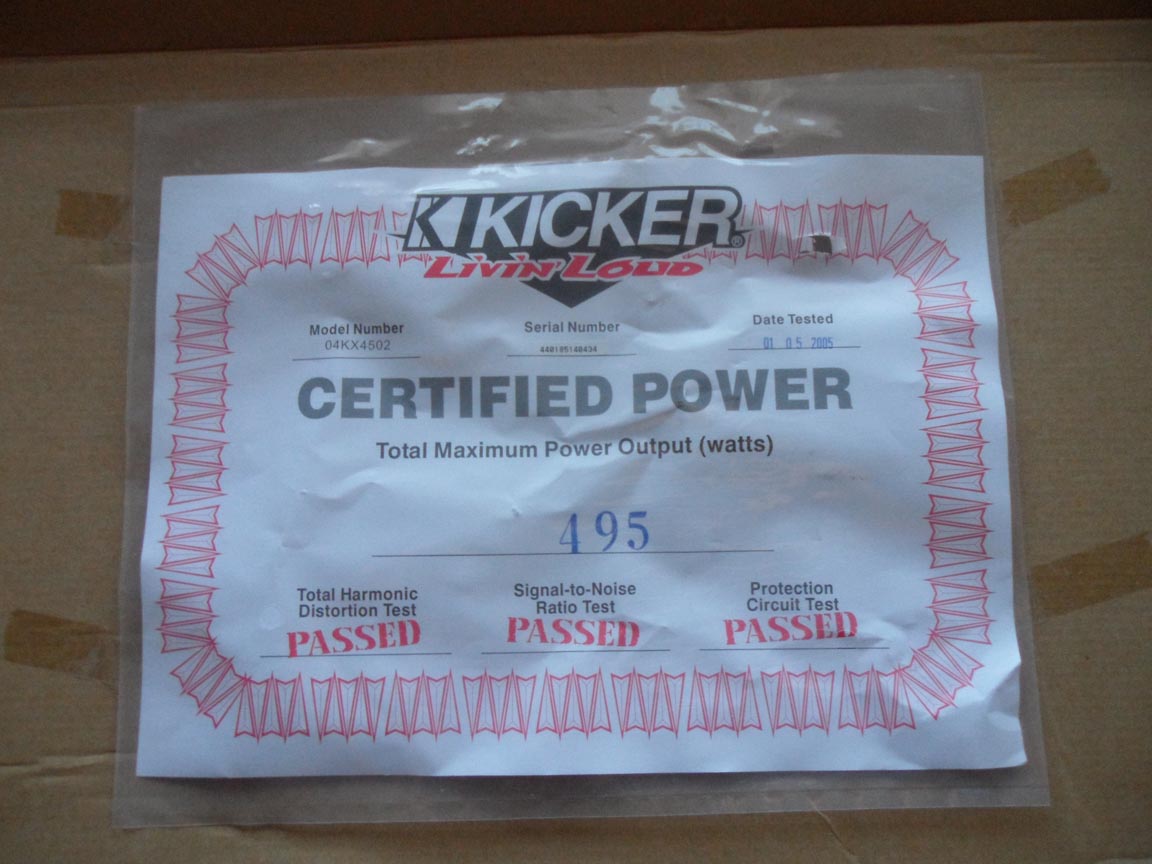 KICKER®
LIVIN' LOUD
Model Number
04KX4502
Serial Number
440105140434
Date Tested
01 05 2005
CERTIFIED POWER
Total Maximum Power Output (watts)
495
Total Harmonic
Distortion Test
PASSED
Signal-to-Noise
Ratio Test
PASSED
Protection
Circuit Test
PASSED